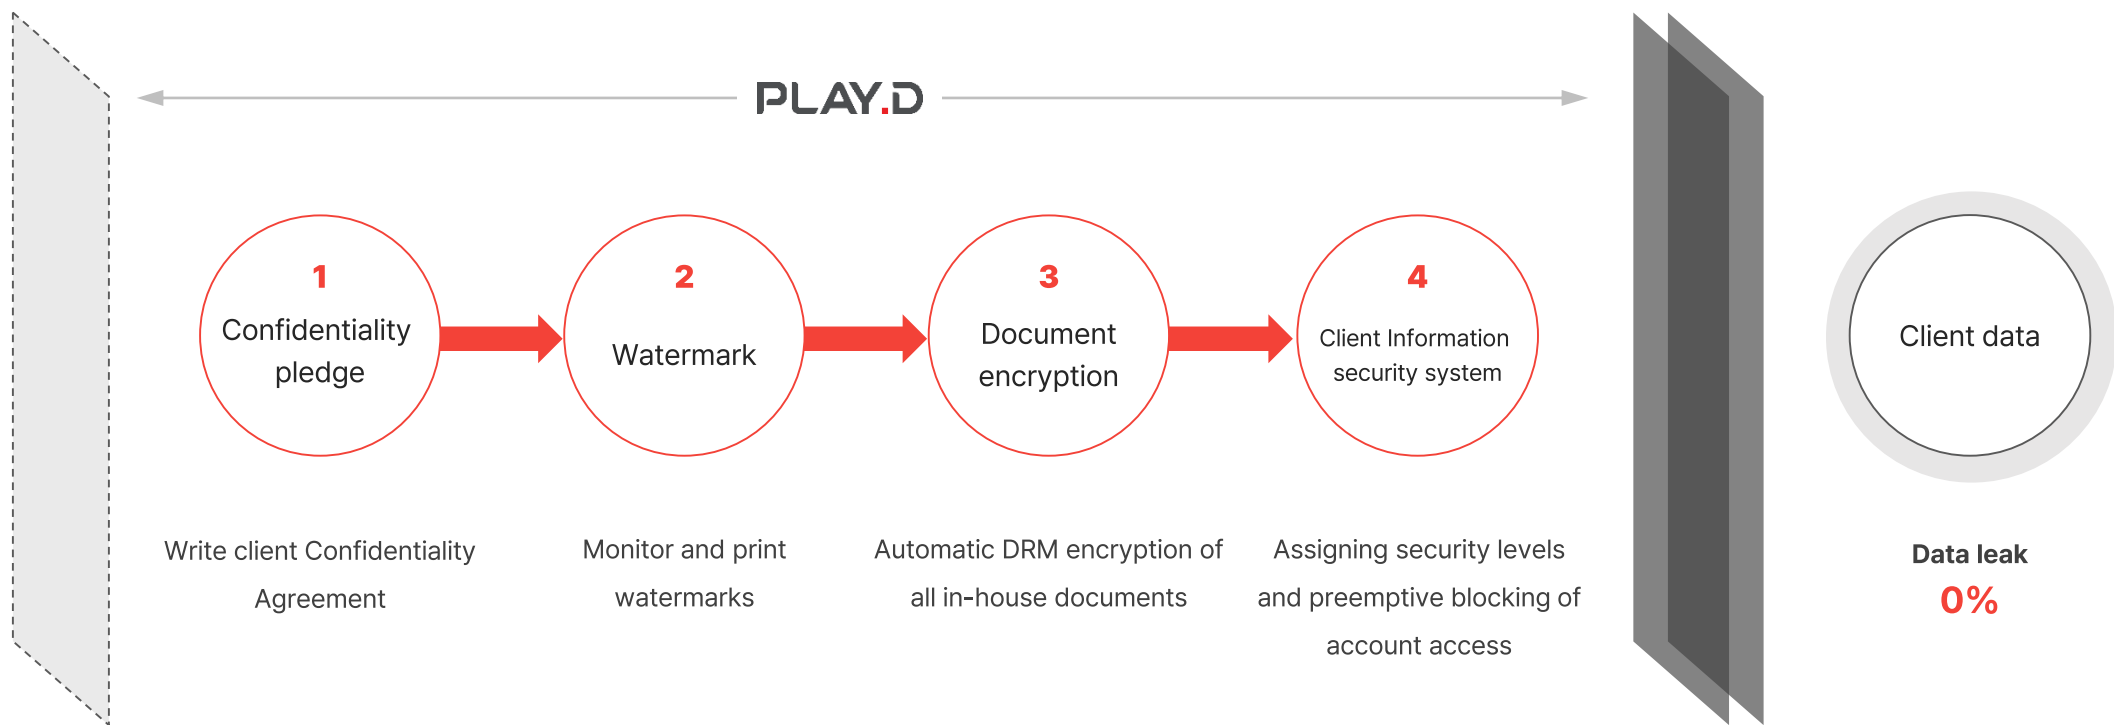 PLAY.D
1
Confidentiality
pledge
Write client Confidentiality
Agreement
2
Watermark
Monitor and print
watermarks
3
Document
encryption
Automatic DRM encryption of
all in-house documents
4
Client Information
security system
Assigning security levels
and preemptive blocking of
account access
Client data
Data leak
0%